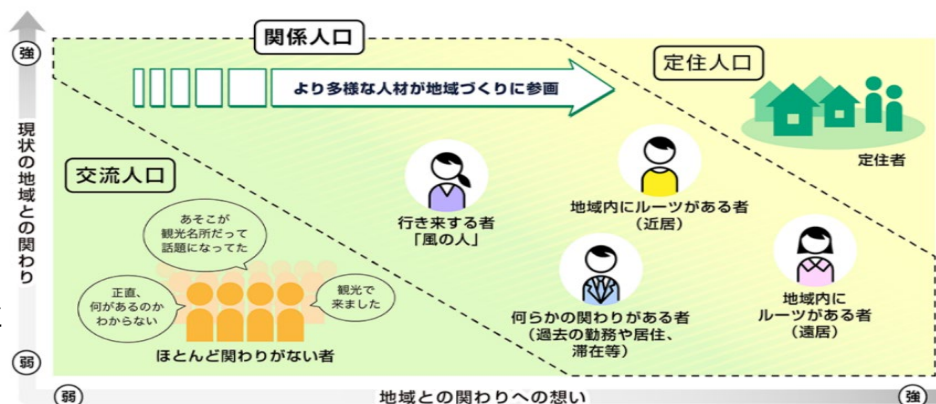 関係人口
強
より多様な人材が地域づくりに参画
定住人口
定住者
現状の地域との関わり
交流人口
あそこが
観光名所だって
話題になってた
正直、
何があるのか
わからない
観光で
来ました
ほとんど関わりがない者
行き来する者
「風の人」
地域内にルーツがある者
（近居）
何らかの関わりがある者
（過去の勤務や居住、
滞在等）
地域内に
ルーツがある者
（遠居）
弱
弱
地域との関わりへの想い
強